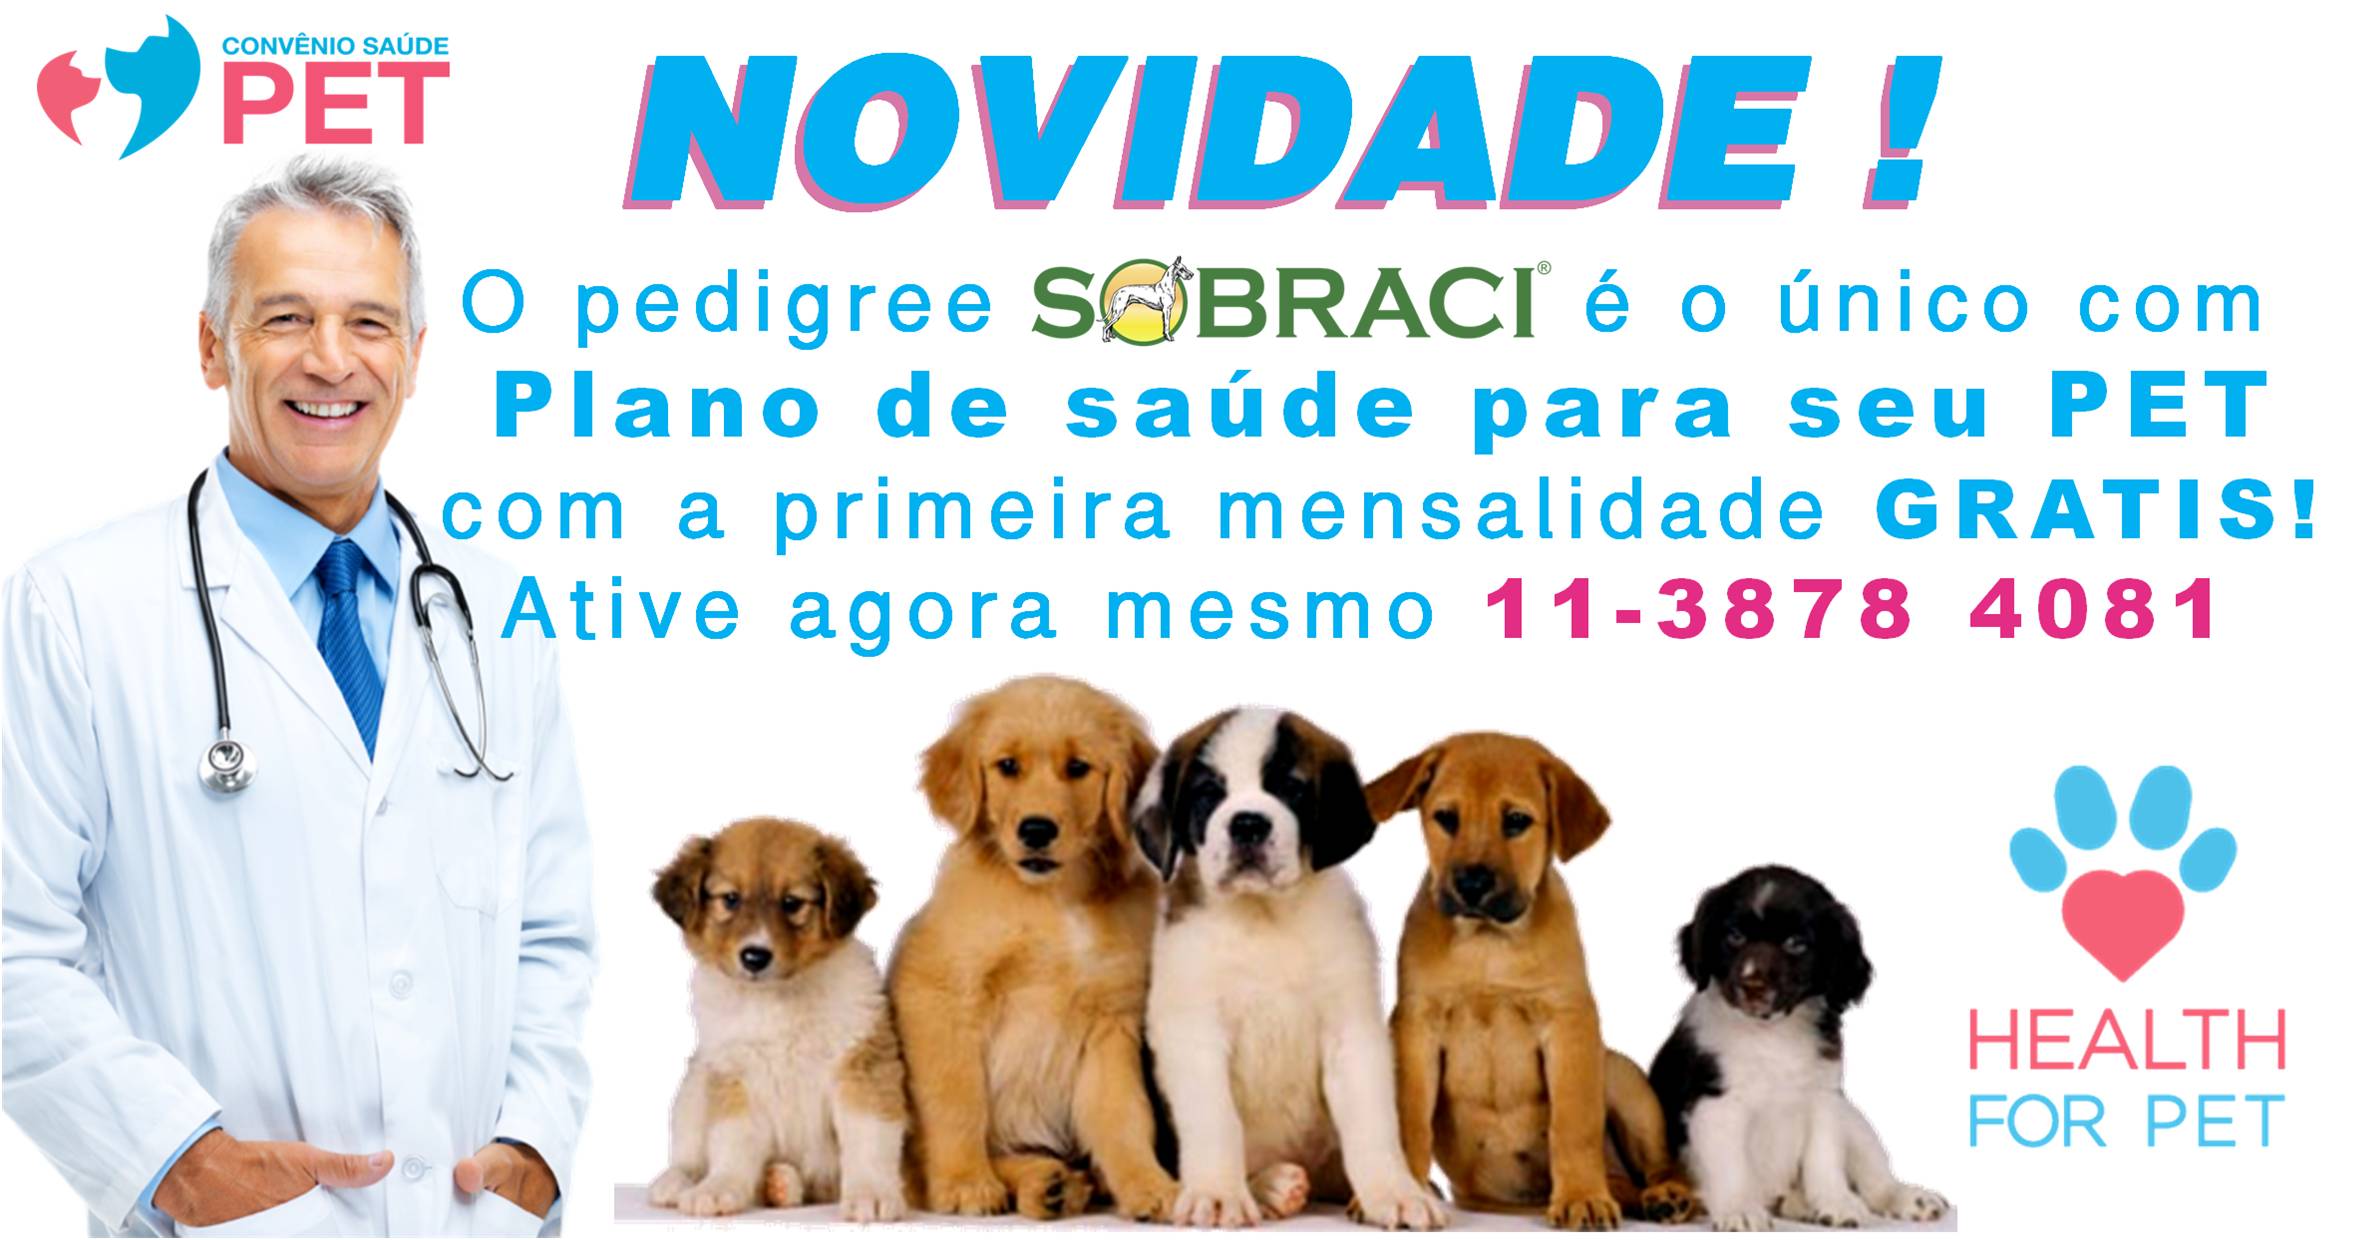 CONVÊNIO SAÚDE
PET
NOVIDADE !
O pedigree SOBRACI® é o único com
Plano de saúde para seu PET
com a primeira mensalidade GRATIS!
Ative agora mesmo 11-3878 4081
HEALTH
FOR PET